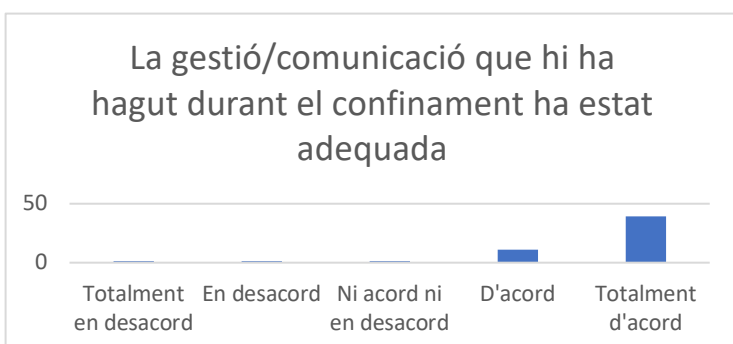 La gestió/comunicació que hi ha
hagut durant el confinament ha estat
adequada
50
0
Totalment
en desacord
En desacord
Ni acord ni
en desacord
D'acord
Totalment
d'acord